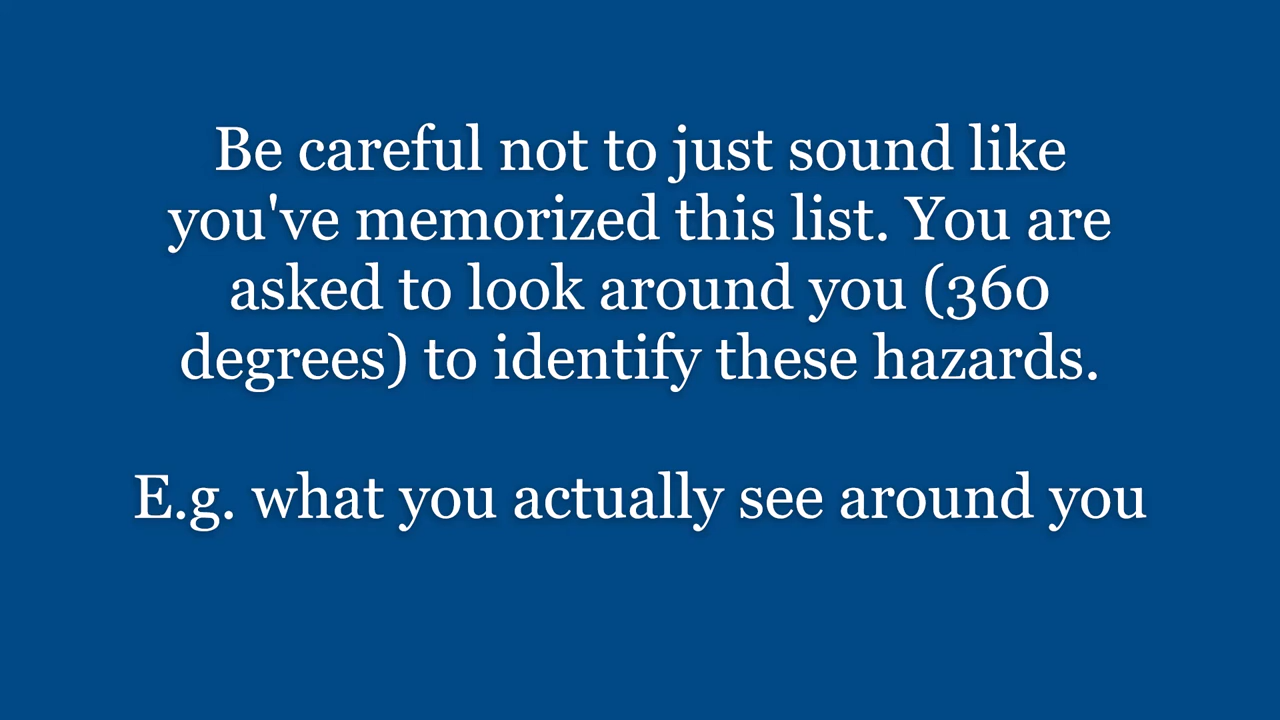 Be careful not to just sound like
you've memorized this list. You are
asked to look around you (360
degrees) to identify these hazards.
E.g. what you actually see around you